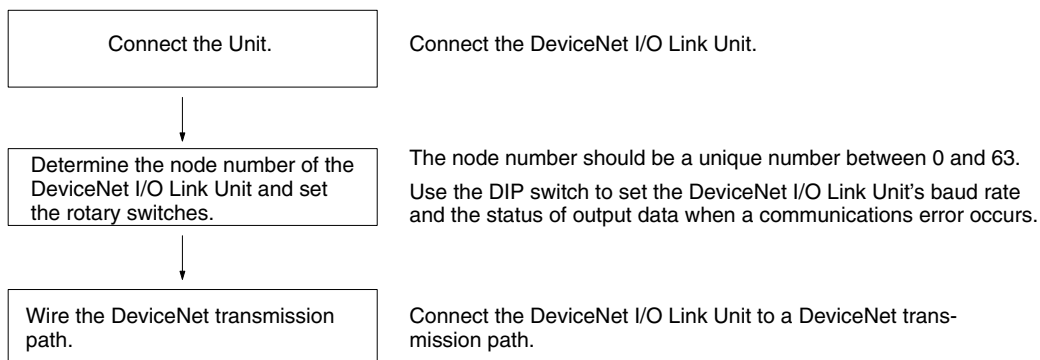 Connect the Unit.
Connect the DeviceNet I/O Link Unit.
Determine the node number of the
DeviceNet I/O Link Unit and set
the rotary switches.
The node number should be a unique number between 0 and 63.
Use the DIP switch to set the DeviceNet I/O Link Unit's baud rate
and the status of output data when a communications error occurs.
Wire the DeviceNet transmission
path.
Connect the DeviceNet I/O Link Unit to a DeviceNet trans-
mission path.